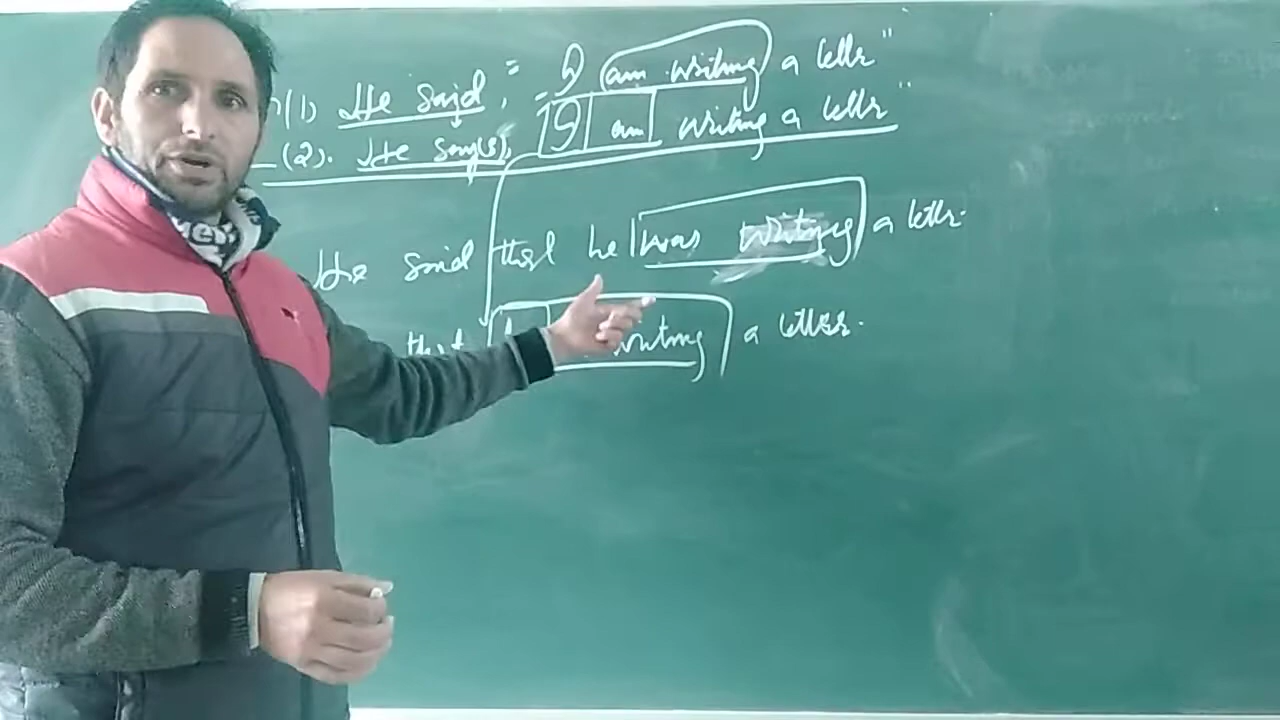 (1) He said, "I am writing a letter"
(2). He say(s), "I am writing a letter"
He said that he was writing a letter.
that writing a letter.